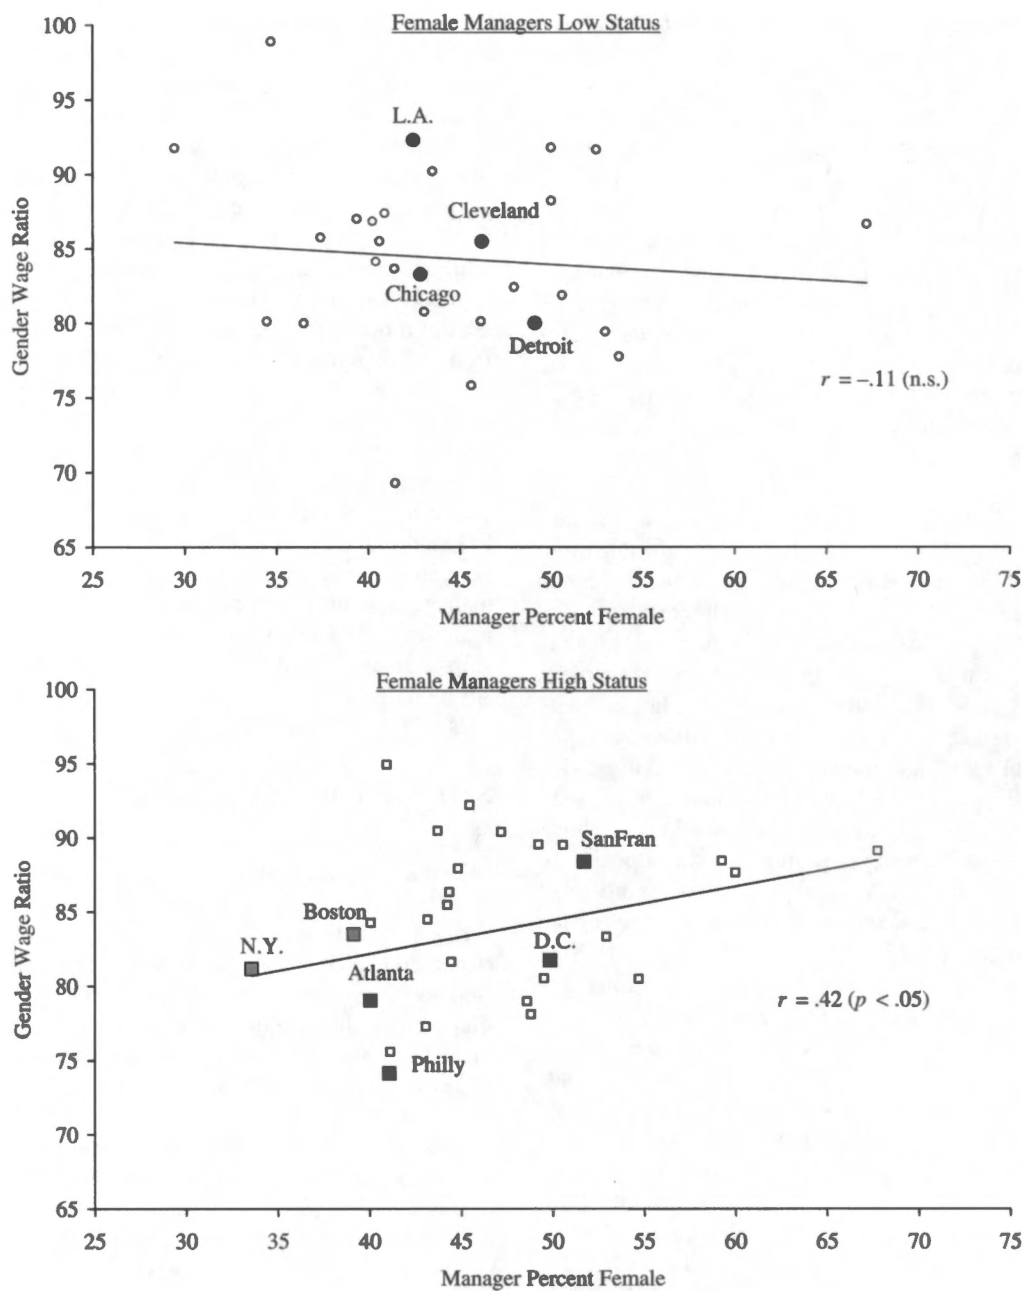 Female Managers Low Status
100
95
90
85
80
75
70
65
Gender Wage Ratio
L.A.
Cleveland
Chicago
Detroit
r = –.11 (n.s.)
25 30 35 40 45 50 55 60 65 70 75
Manager Percent Female
Female Managers High Status
100
95
90
85
80
75
70
65
Gender Wage Ratio
SanFran
Boston
N.Y.
D.C.
Atlanta
Philly
r = .42 (p < .05)
25 30 35 40 45 50 55 60 65 70 75
Manager Percent Female